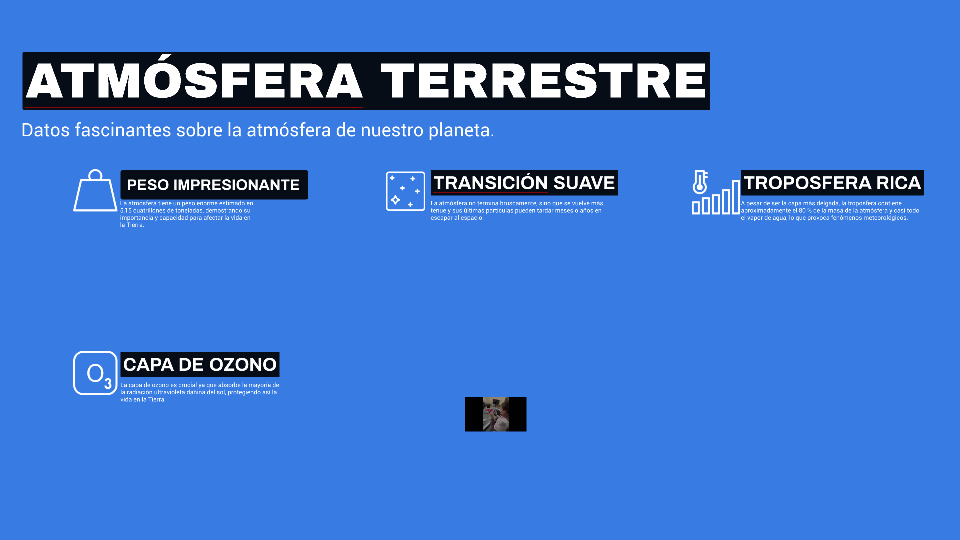 ATMÓSFERA TERRESTRE
Datos fascinantes sobre la atmósfera de nuestro planeta.
PESO IMPRESIONANTE
La atmósfera tiene un peso enorme estimado en
5.15 cuatrillones de toneladas, demostrando su
importancia y capacidad para afectar la vida en
la Tierra.
TRANSICIÓN SUAVE
La atmósfera no termina bruscamente, sino que se vuelve más
tenue y sus últimas partículas pueden tardar meses o años en
escapar al espacio.
TROPOSFERA RICA
A pesar de ser la capa más delgada, la troposfera contiene
aproximadamente el 80 % de la masa de la atmósfera y casi todo
el vapor de agua, lo que provoca fenómenos meteorológicos.
O3
CAPA DE OZONO
La capa de ozono es crucial ya que absorbe la mayoría de
la radiación ultravioleta dañina del sol, protegiendo así la
vida en la Tierra.